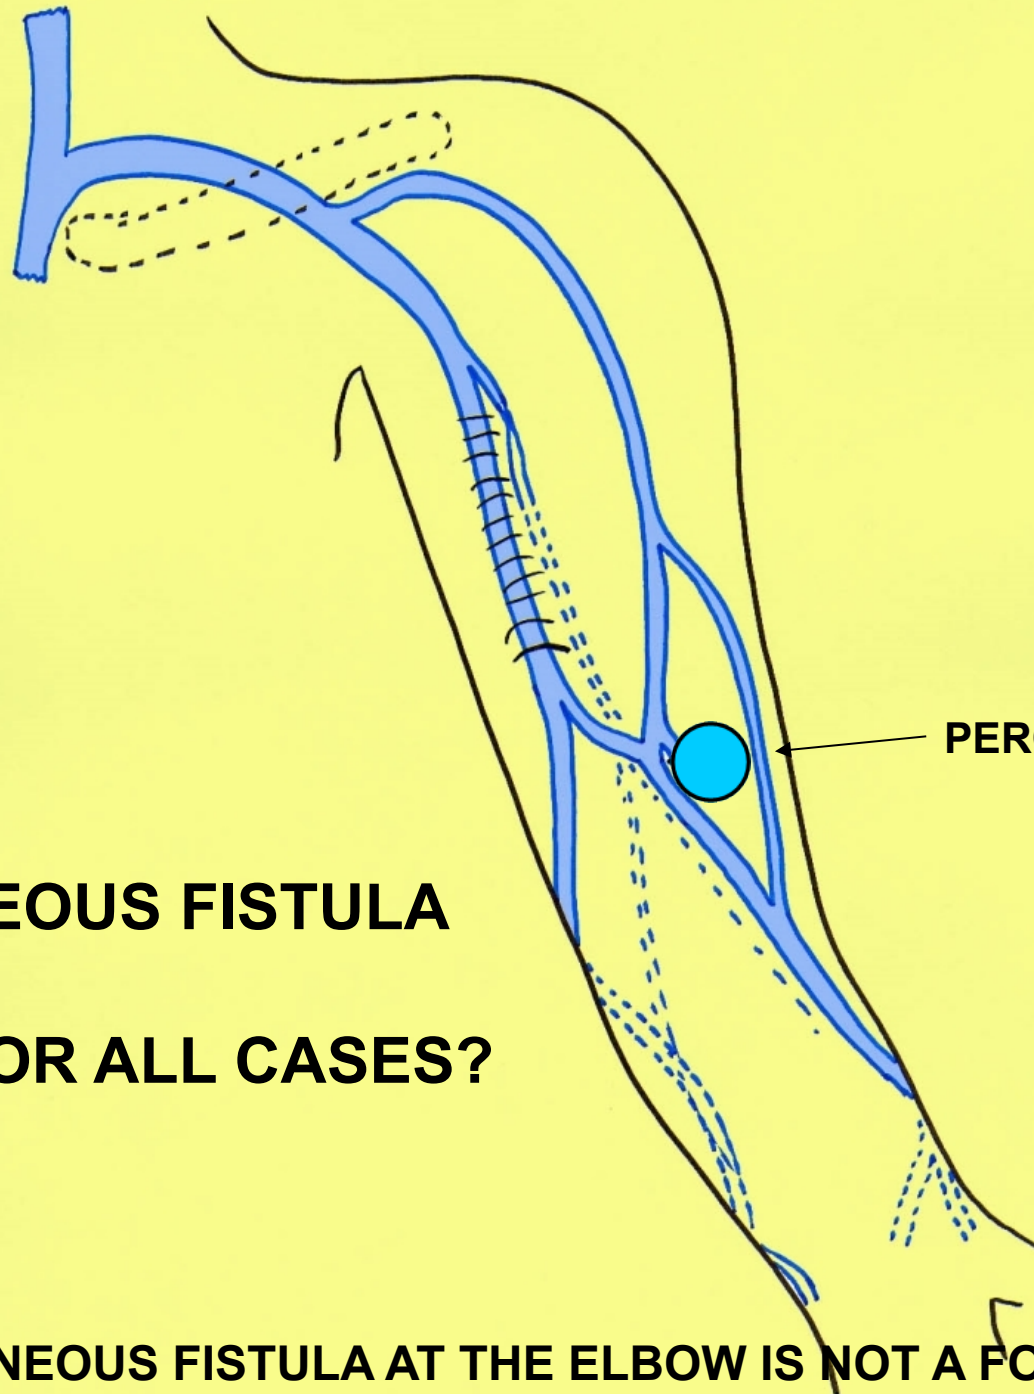 PER
EOUS FISTULA
OR ALL CASES?
NEOUS FISTULA AT THE ELBOW IS NOT A FO